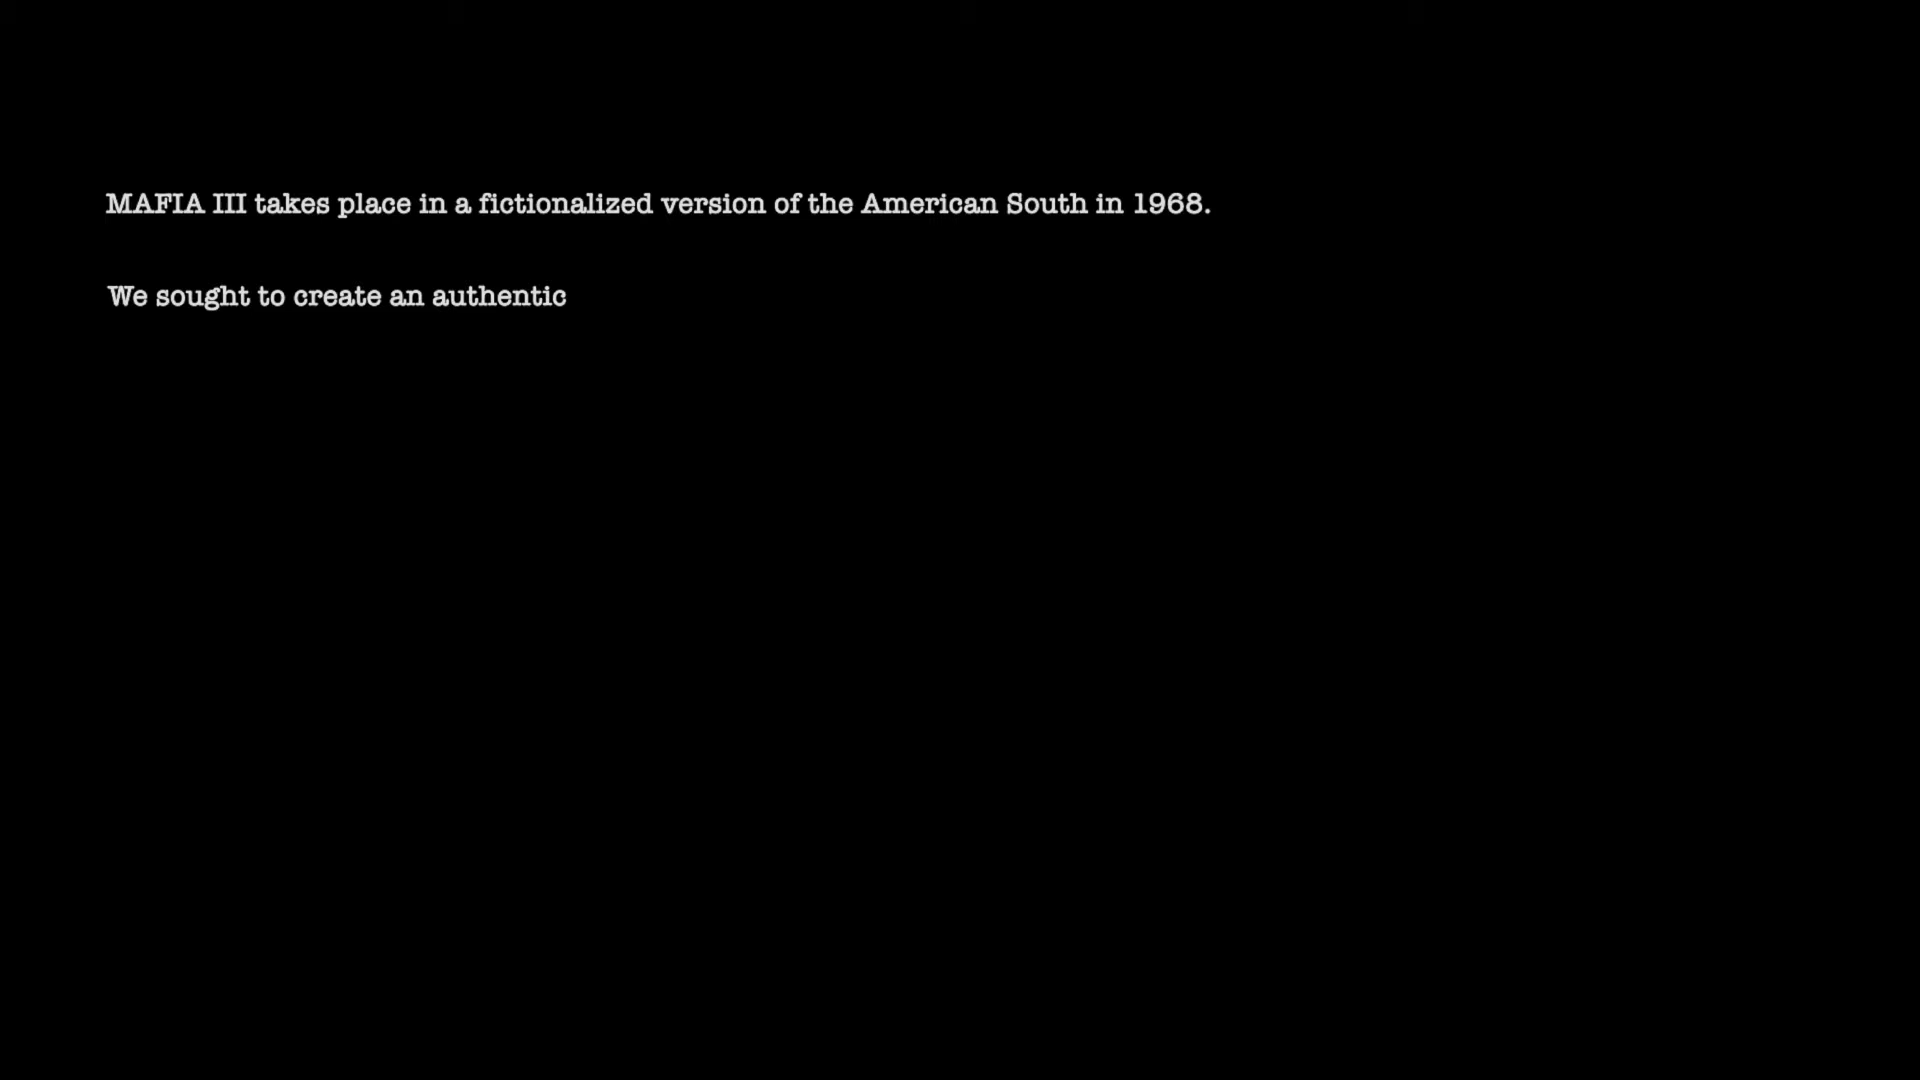 MAFIA III takes place in a fictionalized version of the American South in 1968.
We sought to create an authentic